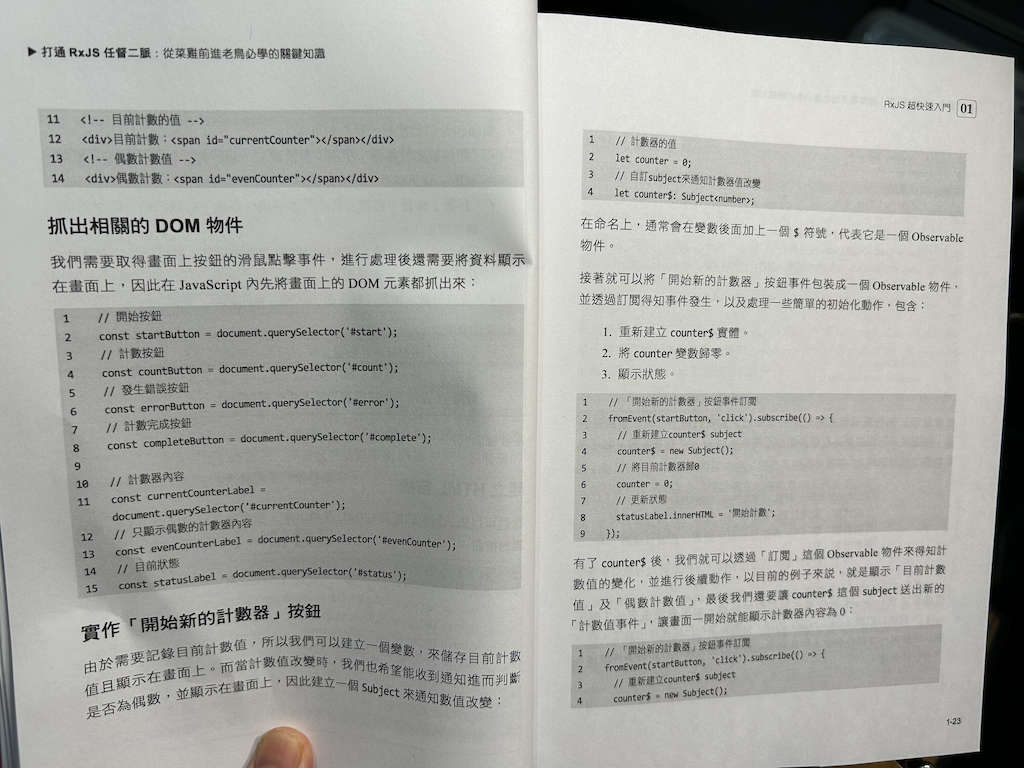 ▶ 打通 RxJS 任督二脈：從菜雞前進老鳥必學的關鍵知識
11 <!-- 目前計數的值 -->
12 <div>目前計數：<span id="currentCounter"></span></div>
13 <!-- 偶數計數值 -->
14 <div>偶數計數：<span id="evenCounter"></span></div>
抓出相關的 DOM 物件
我們需要取得畫面上按鈕的滑鼠點擊事件，進行處理後還需要將資料顯示
在畫面上，因此在 JavaScript 內先將畫面上的 DOM 元素都抓出來：
1 // 開始按鈕
2 const startButton = document.querySelector('#start');
3 // 計數按鈕
4 const countButton = document.querySelector('#count');
5 // 發生錯誤按鈕
6 const errorButton = document.querySelector('#error');
7 // 計數完成按鈕
8 const completeButton = document.querySelector('#complete');
9
10 // 計數器內容
11 const currentCounterLabel =
document.querySelector('#currentCounter');
12 // 只顯示偶數的計數器內容
13 const evenCounterLabel = document.querySelector('#evenCounter');
14 // 目前狀態
15 const statusLabel = document.querySelector('#status');
實作「開始新的計數器」按鈕
由於需要記錄目前計數值，所以我們可以建立一個變數，來儲存目前計數
值且顯示在畫面上。而當計數值改變時，我們也希望能收到通知進而判斷
是否為偶數，並顯示在畫面上，因此建立一個 Subject 來通知數值改變：
RxJS 超快速入門 01
1 // 計數器的值
2 let counter = 0;
3 // 自訂subject來通知計數器值改變
4 let counter$: Subject<number>;
在命名上，通常會在變數後面加上一個 $ 符號，代表它是一個 Observable
物件。
接著就可以將「開始新的計數器」按鈕事件包裝成一個 Observable 物件，
並透過訂閱得知事件發生，以及處理一些簡單的初始化動作，包含：
1. 重新建立 counter$ 實體。
2. 將 counter 變數歸零。
3. 顯示狀態。
1 // 「開始新的計數器」按鈕事件訂閱
2 fromEvent(startButton, 'click').subscribe(() => {
3 // 重新建立counter$ subject
4 counter$ = new Subject();
5 // 將目前計數器歸0
6 counter = 0;
7 // 更新狀態
8 statusLabel.innerHTML = '開始計數';
9 });
有了 counter$ 後，我們就可以透過「訂閱」這個 Observable 物件來得知計
數值的變化，並進行後續動作，以目前的例子來説，就是顯示「目前計數
值」及「偶數計數值」，最後我們還要讓 counter$ 這個 subject 送出新的
「計數值事件」，讓畫面一開始就能顯示計數器內容為 0：
1 // 「開始新的計數器」按鈕事件訂閱
2 fromEvent(startButton, 'click').subscribe(() => {
3 // 重新建立counter$ subject
4 counter$ = new Subject();
1-23